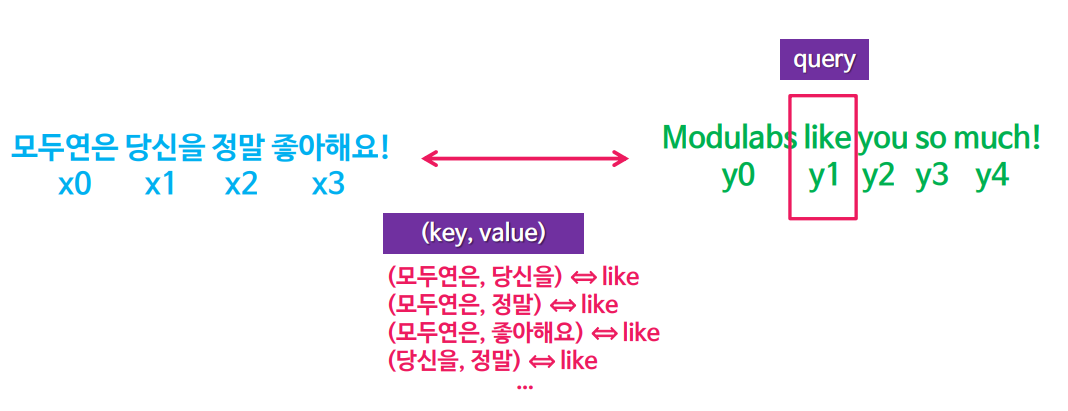 query
모두연은 당신을 정말 좋아해요!
x0 x1 x2 x3
Modulabs like you so much!
y0 y1 y2 y3 y4
(key, value)
(모두연은, 당신을) ⇔ like
(모두연은, 정말) ⇔ like
(모두연은, 좋아해요) ⇔ like
(당신을, 정말) ⇔ like
...